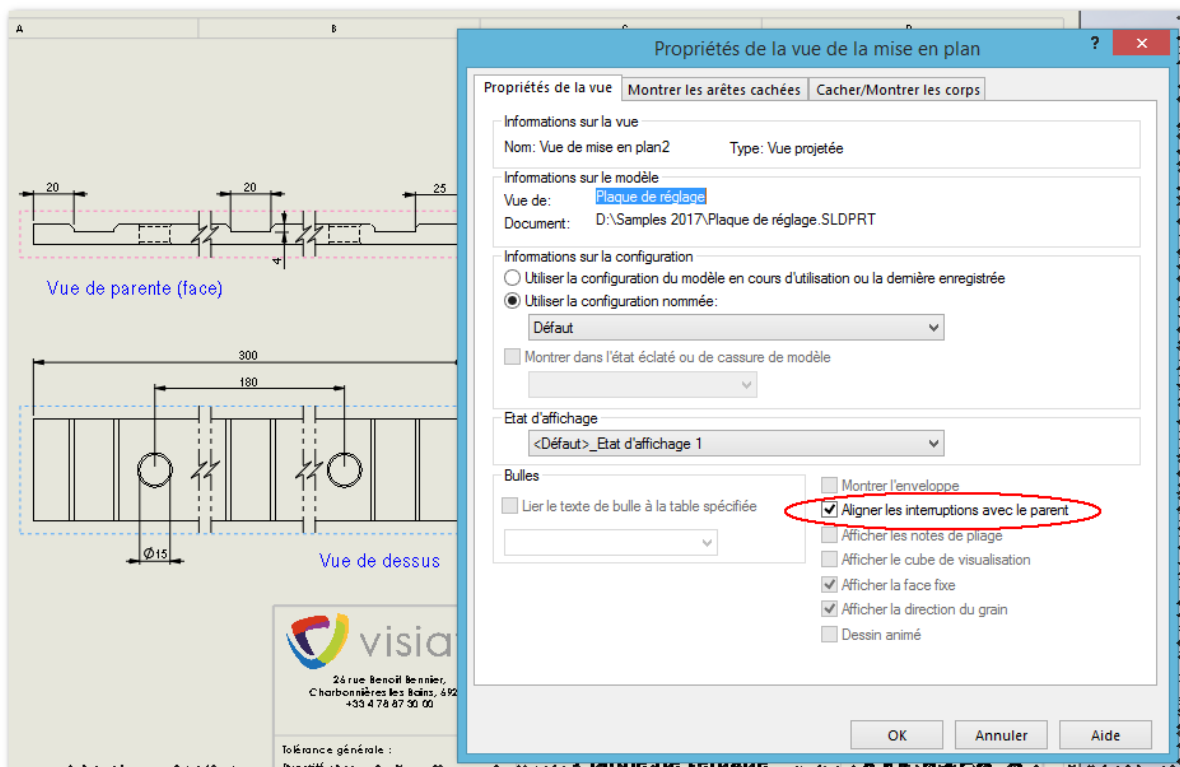 A B
Propriétés de la vue de la mise en plan ? ×
Propriétés de la vue Montrer les arêtes cachées Cacher/Montrer les corps
Informations sur la vue
Nom: Vue de mise en plan2 Type: Vue projetée
Informations sur le modèle
Vue de: Plaque de réglage
Document: D:\Samples 2017\Plaque de réglage.SLDPRT
Informations sur la configuration
Utiliser la configuration du modèle en cours d'utilisation ou la dernière enregistrée
Utiliser la configuration nommée:
Défaut
Montrer dans l'état éclaté ou de cassure de modèle
Etat d'affichage
<Défaut>_Etat d'affichage 1
Bulles
Lier le texte de bulle à la table spécifiée
Montrer l'enveloppe
Aligner les interruptions avec le parent
Afficher les notes de pliage
Afficher le cube de visualisation
Afficher la face fixe
Afficher la direction du grain
Dessin animé
OK Annuler Aide
20 20 25
4
Vue de parente (face)
300
180
Ø15
Vue de dessus
visiat
26 rue Benoit Bennier,
Charbonnières les Bains, 692
+33 4 78 87 30 00
Tolérance générale :